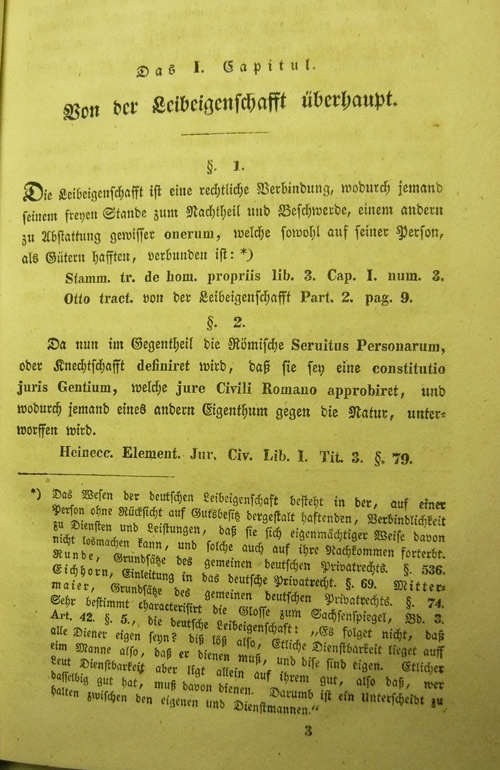 Das I. Capitul.
Von der Leibeigenschafft überhaupt.
§. 1.
Die Leibeigenschafft ist eine rechtliche Verbindung, wodurch jemand
seinem freyen Stande zum Nachtheil und Beschwerde, einem andern
zu Abstattung gewisser onerum, welche sowohl auf seiner Person,
als Gütern hafften, verbunden ist: *)
Stamm. tr. de hom. propriis lib. 3. Cap. I. num. 3.
Otto tract. von der Leibeigenschafft Part. 2. pag. 9.
§. 2.
Da nun im Gegentheil die Römische Seruitus Personarum,
oder Knechtschafft definiret wird, daß sie sey eine constitutio
juris Gentium, welche jure Civili Romano approbiret, und
wodurch jemand eines andern Eigenthum gegen die Natur, unter-
worffen wird.
Heinecc. Element. Jur. Civ. Lib. I. Tit. 3. §. 79.
*) Das Wesen der deutschen Leibeigenschaft besteht in der, auf einer
Person ohne Rücksicht auf Gutsbesitz dergestalt haftenden, Verbindlichkeit
zu Diensten und Leistungen, daß sie sich eigenmächtiger Weise davon
nicht losmachen kann, und solche auch auf ihre Nachkommen forterbt.
Runde, Grundsätze des gemeinen deutschen Privatrechts. §. 536.
Eichhorn, Einleitung in das deutsche Privatrecht. §. 69. Mitter-
maier, Grundsätze des gemeinen deutschen Privatrechts. §. 74.
Sehr bestimmt characterisirt die Glosse zum Sachsenspiegel, Bd. 3.
Art. 42. §. 5., die deutsche Leibeigenschaft: „Es folget nicht, daß
alle Diener eigen seyn? diß löß also, Etliche Dienstbarkeit lieget auff
eim Manne also, daß er dienen muß, und dise sind eigen. Etlicher
Leut Dienstbarkeit aber ligt allein auf ihrem gut, also daß, wer
dasselbig gut hat, muß davon dienen. Darumb ist ein Unterscheidt zu
halten zwischen den eigenen und Dienstmannen."
3